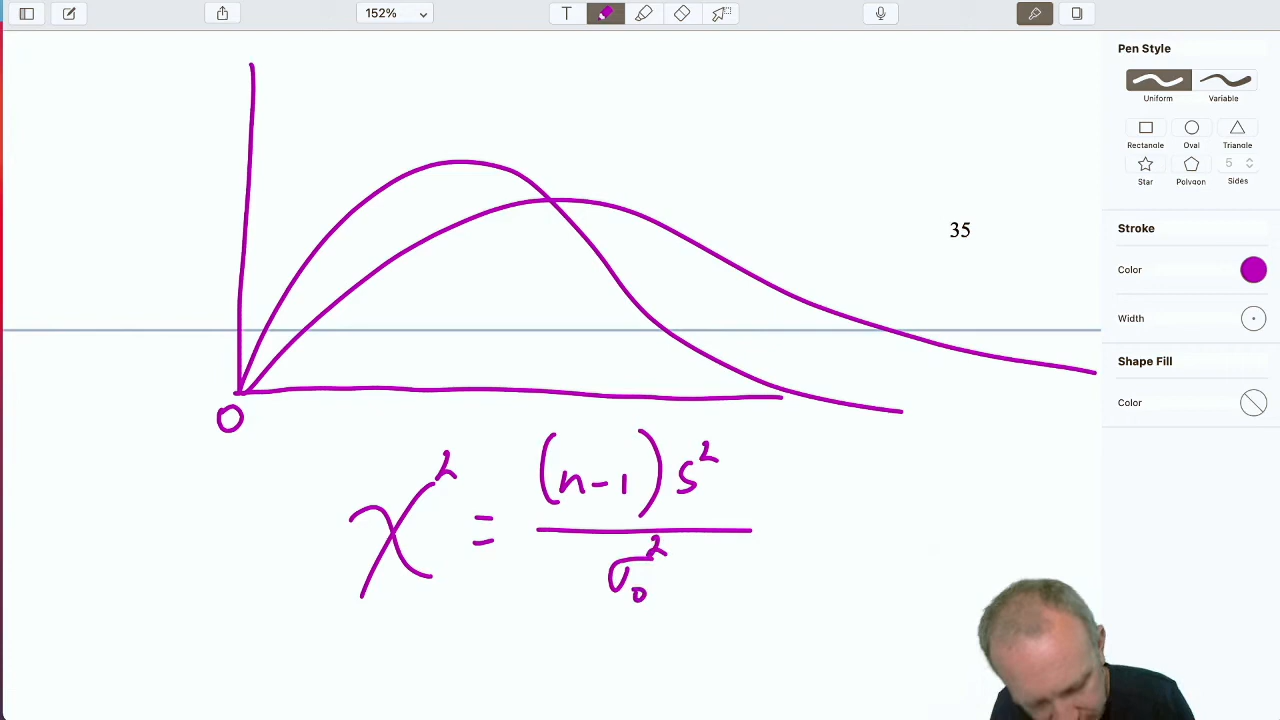 152%
T
Pen Style
Uniform Variable
Rectangle Oval Triangle
5
Star Polygon Sides
35
Stroke
Color
Width
Shape Fill
Color
0
χ² = (n-1)s² / σ₀²